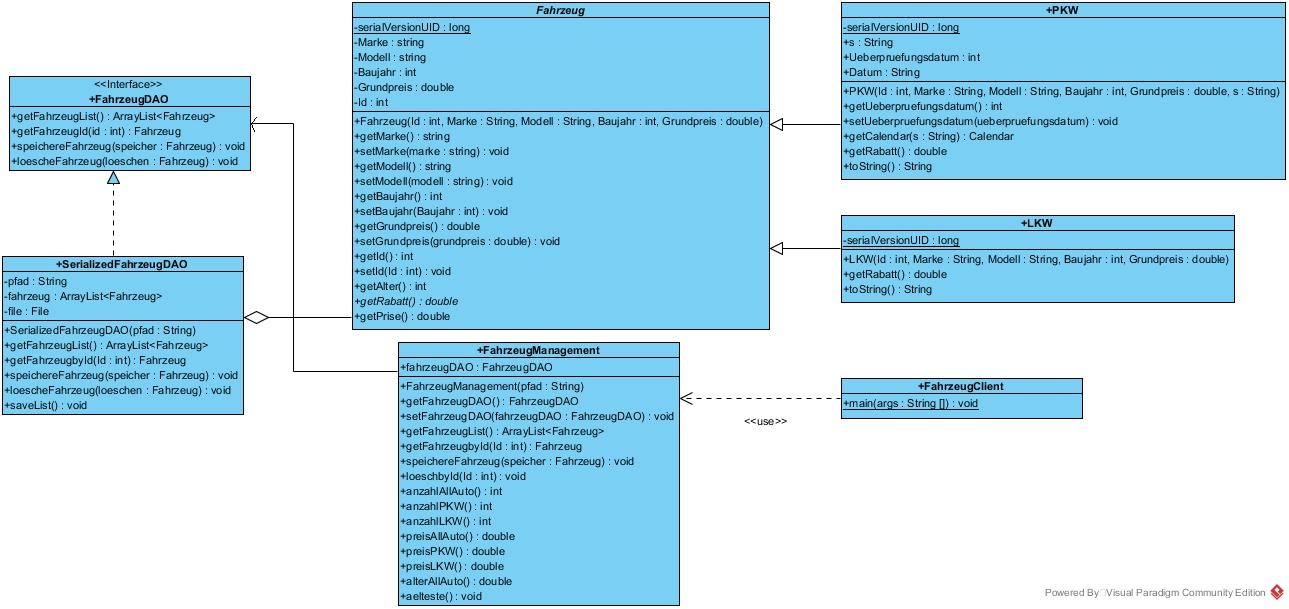 <<Interface>>
+FahrzeugDAO
+getFahrzeugList() : ArrayList<Fahrzeug>
+getFahrzeugId(id : int) : Fahrzeug
+speichereFahrzeug(speicher : Fahrzeug) : void
+loescheFahrzeug(loeschen : Fahrzeug) : void
+SerializedFahrzeugDAO
-pfad : String
-fahrzeug : ArrayList<Fahrzeug>
-file : File
+SerializedFahrzeugDAO(pfad : String)
+getFahrzeugList() : ArrayList<Fahrzeug>
+getFahrzeugbyId(Id : int) : Fahrzeug
+speichereFahrzeug(speicher : Fahrzeug) : void
+loescheFahrzeug(loeschen : Fahrzeug) : void
+saveList() : void
Fahrzeug
-serialVersionUID : long
-Marke : string
-Modell : string
-Baujahr : int
-Grundpreis : double
-Id : int
+Fahrzeug(Id : int, Marke : String, Modell : String, Baujahr : int, Grundpreis : double)
+getMarke() : string
+setMarke(marke : string) : void
+getModell() : string
+setModell(modell : string) : void
+getBaujahr() : int
+setBaujahr(Baujahr : int) : void
+getGrundpreis() : double
+setGrundpreis(grundpreis : double) : void
+getId() : int
+setId(Id : int) : void
+getAlter() : int
+getRabatt() : double
+getPrise() : double
+FahrzeugManagement
+fahrzeugDAO : FahrzeugDAO
+FahrzeugManagement(pfad : String)
+getFahrzeugDAO() : FahrzeugDAO
+setFahrzeugDAO(fahrzeugDAO : FahrzeugDAO) : void
+getFahrzeugList() : ArrayList<Fahrzeug>
+getFahrzeugbyId(Id : int) : Fahrzeug
+speichereFahrzeug(speicher : Fahrzeug) : void
+loeschbyId(Id : int) : void
+anzahlAllAuto() : int
+anzahlPKW() : int
+anzahlLKW() : int
+preisAllAuto() : double
+preisPKW() : double
+preisLKW() : double
+alterAllAuto() : double
+aelteste() : void
+PKW
-serialVersionUID : long
+s : String
+Ueberpruefungsdatum : int
+Datum : String
+PKW(Id : int, Marke : String, Modell : String, Baujahr : int, Grundpreis : double, s : String)
+getUeberpruefungsdatum() : int
+setUeberpruefungsdatum(ueberpruefungsdatum) : void
+getCalendar(s : String) : Calendar
+getRabatt() : double
+toString() : String
+LKW
-serialVersionUID : long
+LKW(Id : int, Marke : String, Modell : String, Baujahr : int, Grundpreis : double)
+getRabatt() : double
+toString() : String
+FahrzeugClient
+main(args : String []) : void
<<use>>
Powered By Visual Paradigm Community Edition